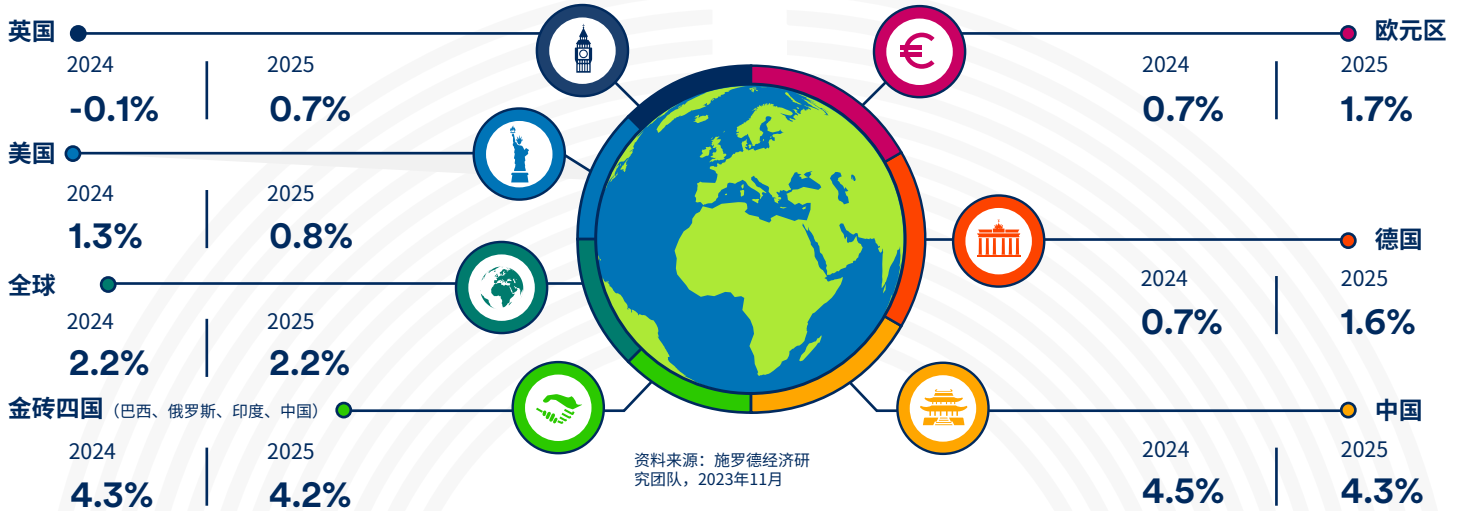 英国
2024 2025
-0.1% 0.7%
美国
2024 2025
1.3% 0.8%
全球
2024 2025
2.2% 2.2%
金砖四国（巴西、俄罗斯、印度、中国）
2024 2025
4.3% 4.2%
欧元区
2024 2025
0.7% 1.7%
德国
2024 2025
0.7% 1.6%
中国
2024 2025
4.5% 4.3%
资料来源：施罗德经济研
究团队，2023年11月